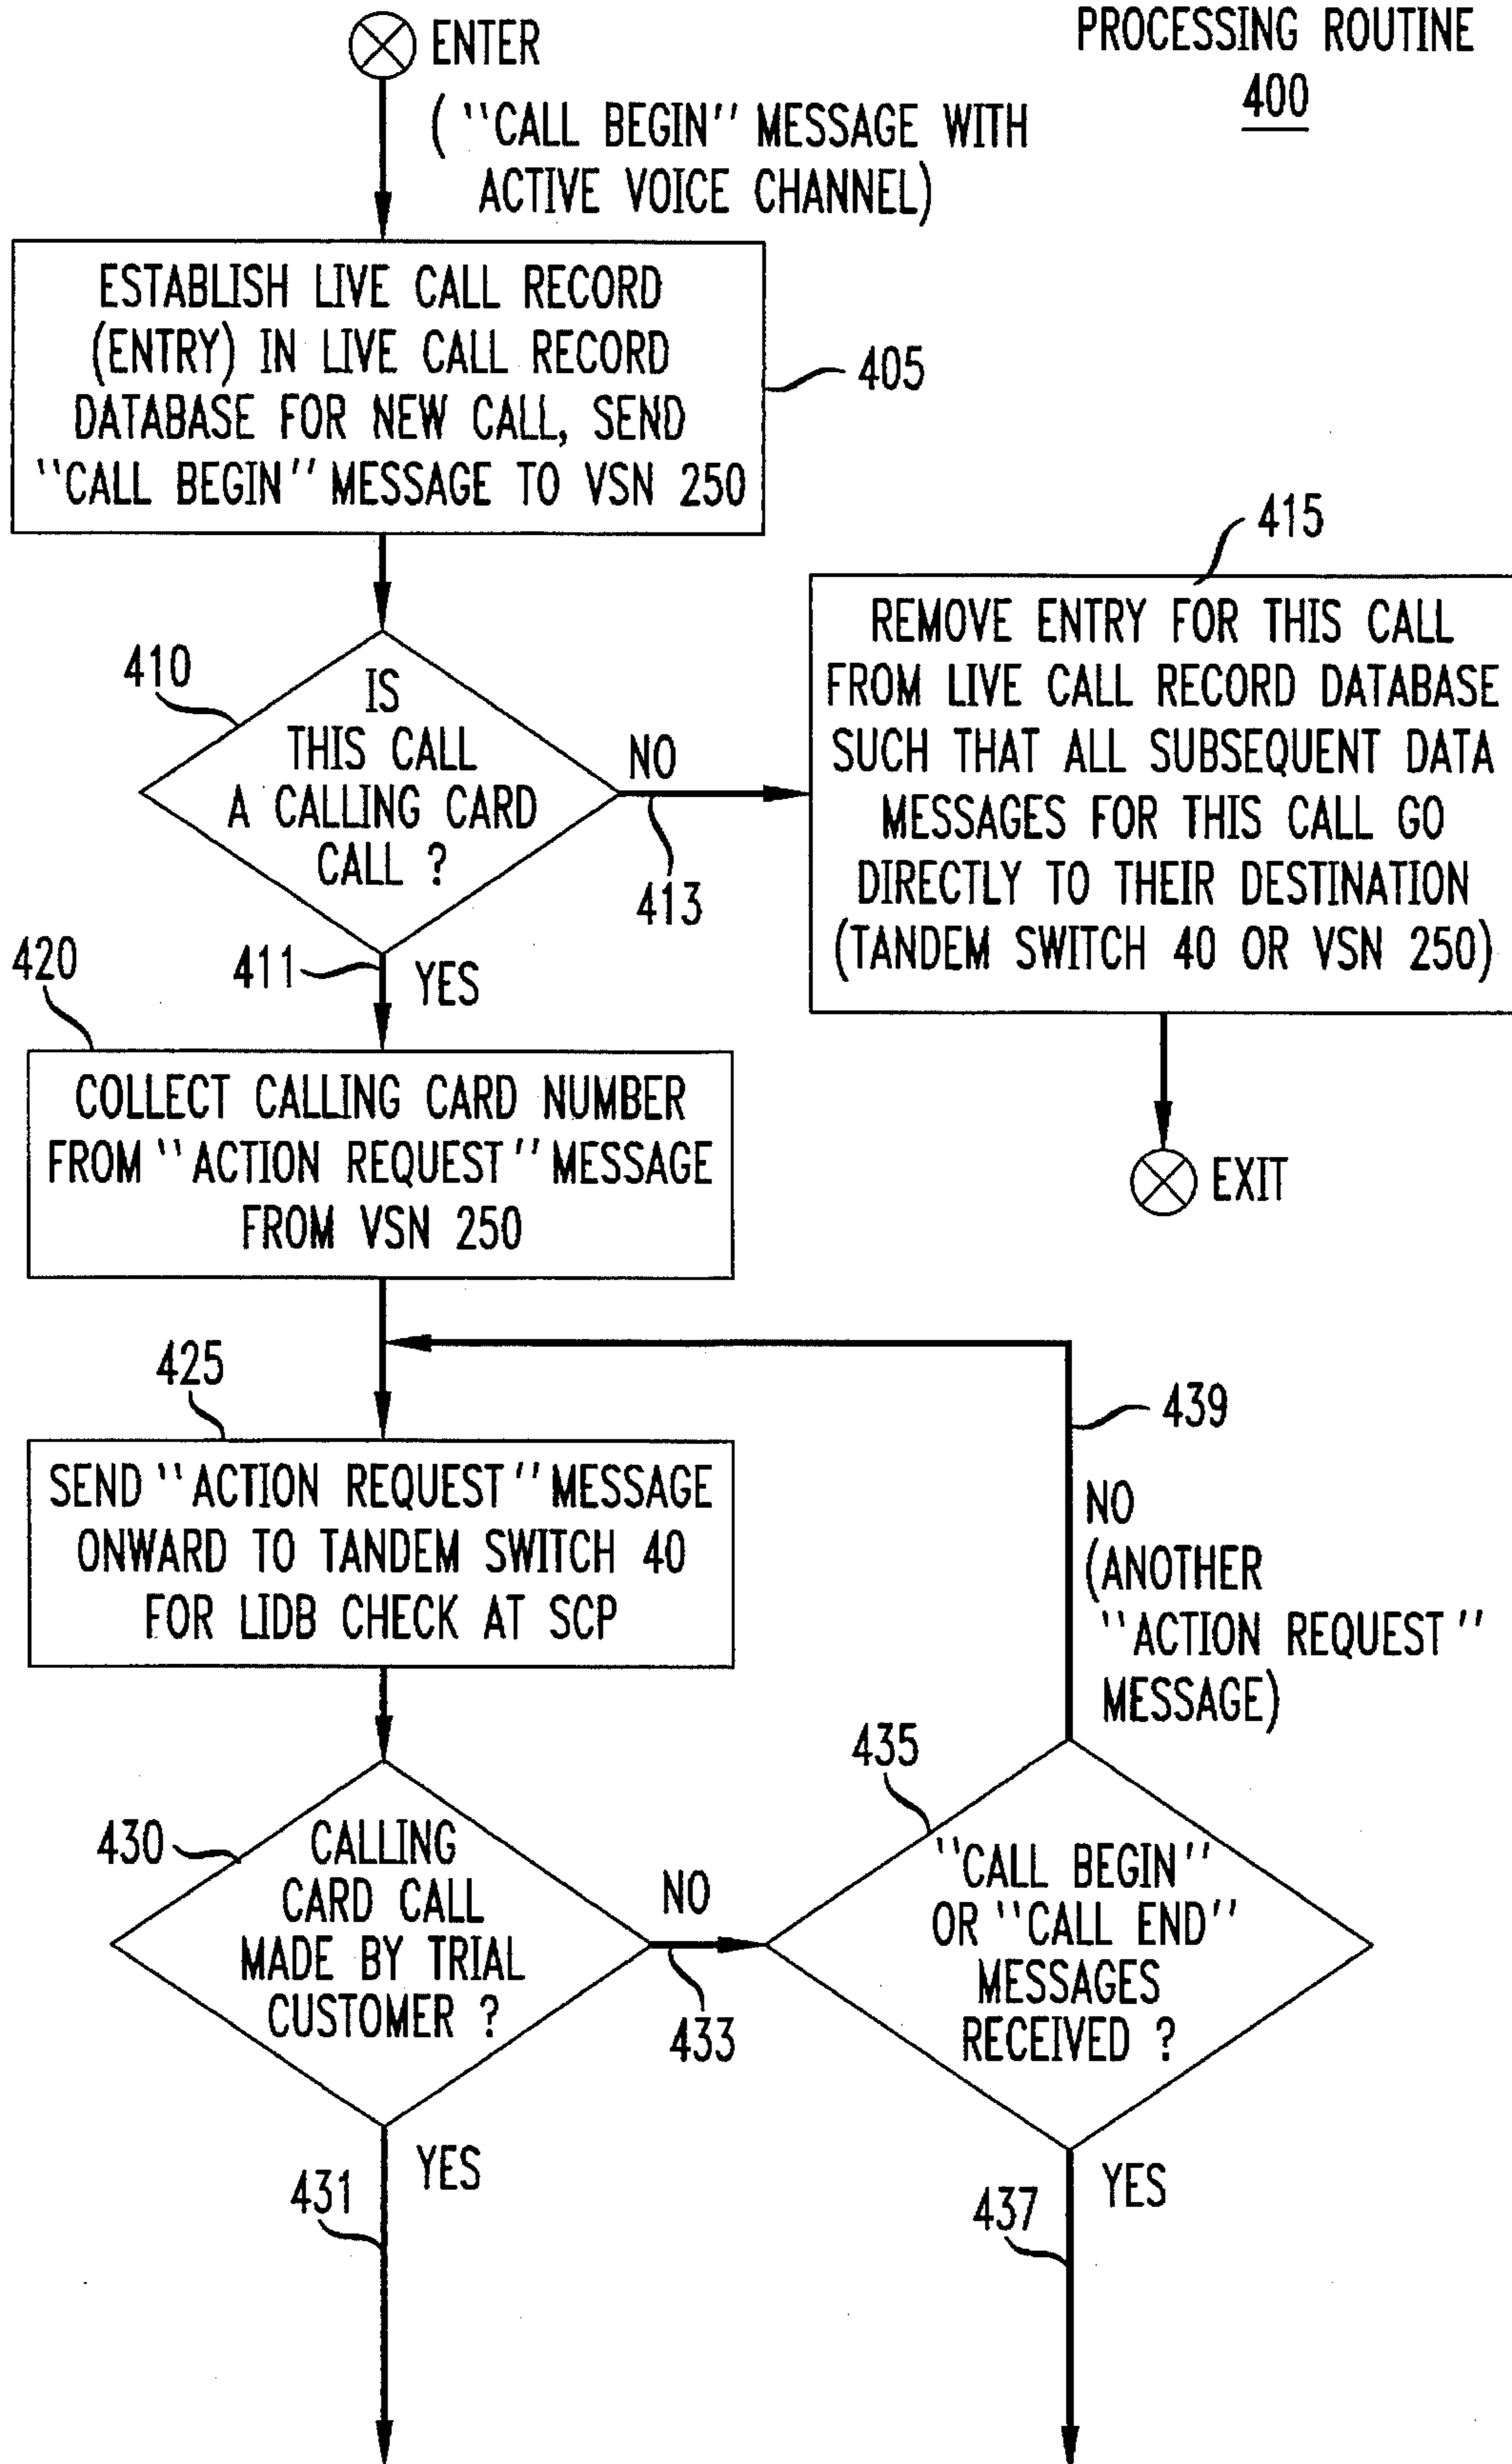 PROCESSING ROUTINE
400
ENTER
(``CALL BEGIN'' MESSAGE WITH
ACTIVE VOICE CHANNEL)
ESTABLISH LIVE CALL RECORD
(ENTRY) IN LIVE CALL RECORD
DATABASE FOR NEW CALL, SEND
``CALL BEGIN'' MESSAGE TO VSN 250
405
410
IS
THIS CALL
A CALLING CARD
CALL ?
NO
413
415
REMOVE ENTRY FOR THIS CALL
FROM LIVE CALL RECORD DATABASE
SUCH THAT ALL SUBSEQUENT DATA
MESSAGES FOR THIS CALL GO
DIRECTLY TO THEIR DESTINATION
(TANDEM SWITCH 40 OR VSN 250)
EXIT
411
YES
420
COLLECT CALLING CARD NUMBER
FROM ``ACTION REQUEST'' MESSAGE
FROM VSN 250
425
SEND ``ACTION REQUEST'' MESSAGE
ONWARD TO TANDEM SWITCH 40
FOR LIDB CHECK AT SCP
439
NO
(ANOTHER
``ACTION REQUEST''
MESSAGE)
430
CALLING
CARD CALL
MADE BY TRIAL
CUSTOMER ?
NO
433
435
``CALL BEGIN''
OR ``CALL END''
MESSAGES
RECEIVED ?
431
YES
437
YES